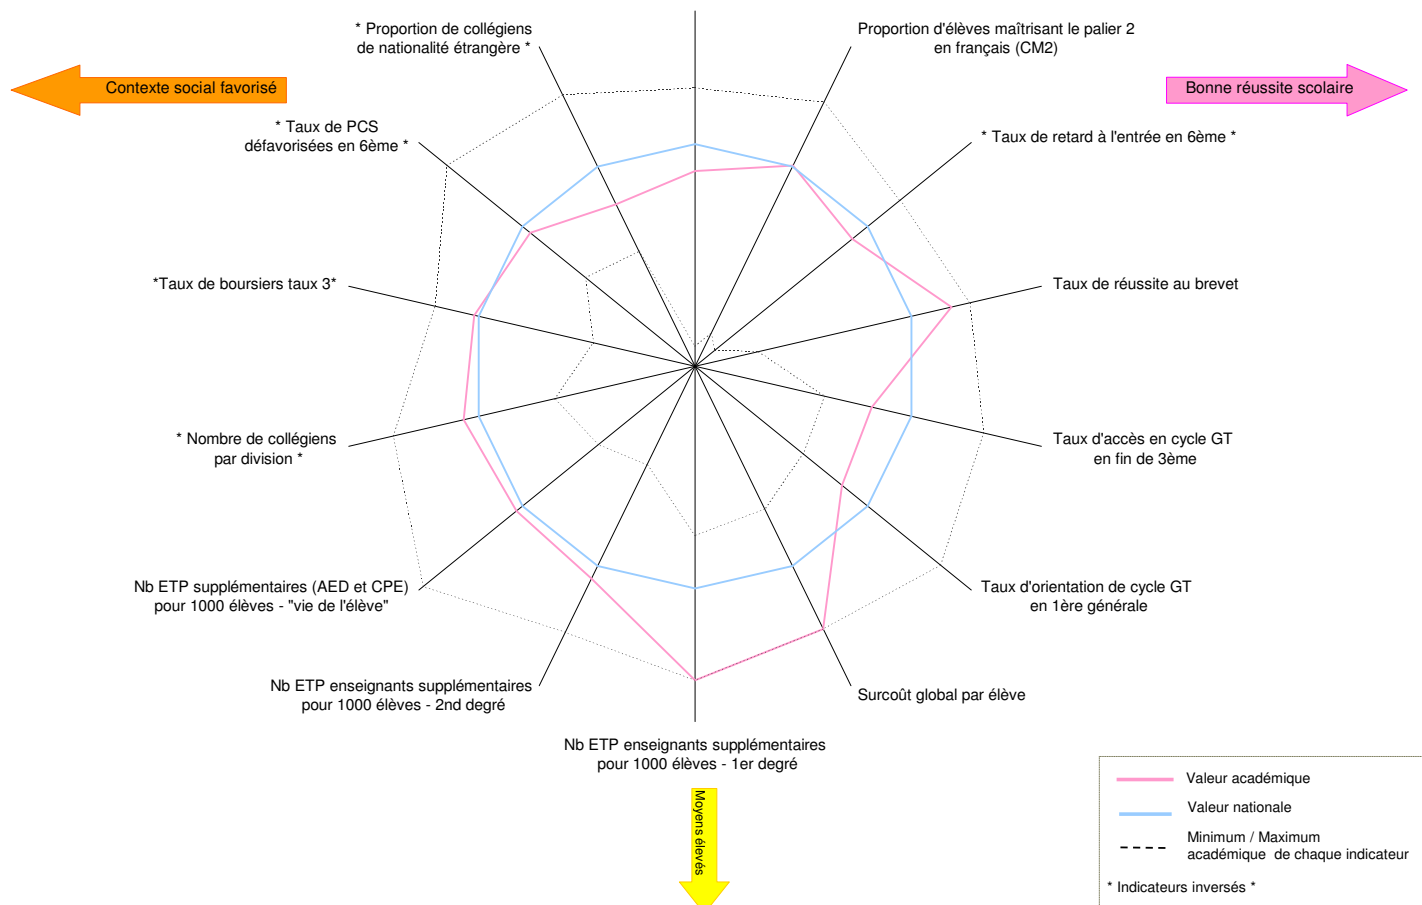 * Proportion de collégiens
de nationalité étrangère *
Proportion d'élèves maîtrisant le palier 2
en français (CM2)
Contexte social favorisé
Bonne réussite scolaire
* Taux de PCS
défavorisées en 6ème *
* Taux de retard à l'entrée en 6ème *
*Taux de boursiers taux 3*
Taux de réussite au brevet
* Nombre de collégiens
par division *
Taux d'accès en cycle GT
en fin de 3ème
Nb ETP supplémentaires (AED et CPE)
pour 1000 élèves - "vie de l'élève"
Taux d'orientation de cycle GT
en 1ère générale
Nb ETP enseignants supplémentaires
pour 1000 élèves - 2nd degré
Surcoût global par élève
Nb ETP enseignants supplémentaires
pour 1000 élèves - 1er degré
Moyens élevés
Valeur académique
Valeur nationale
Minimum / Maximum
académique de chaque indicateur
* Indicateurs inversés *